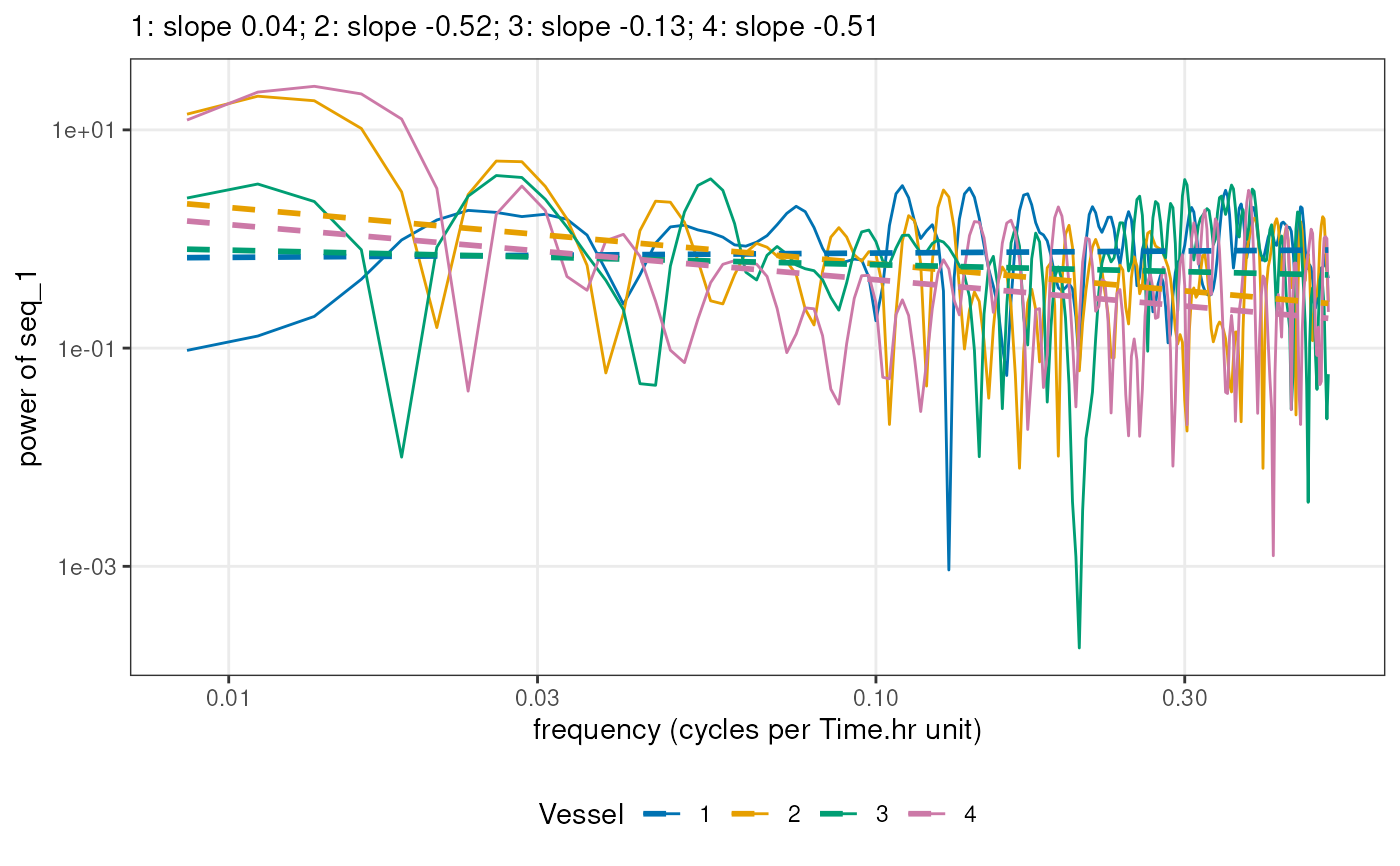 1: slope 0.04; 2: slope -0.52; 3: slope -0.13; 4: slope -0.51
power of seq_1
1e+01
1e-01
1e-03
0.01 0.03 0.10 0.30
frequency (cycles per Time.hr unit)
Vessel 1 2 3 4